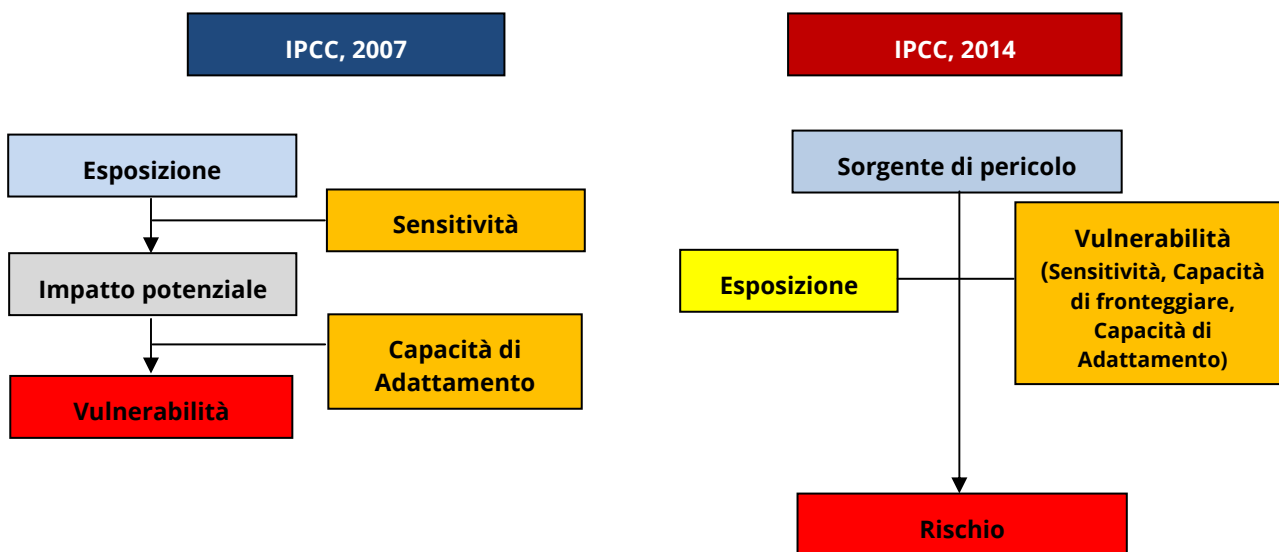 IPCC, 2007
Esposizione
Sensitività
Impatto potenziale
Capacità di
Adattamento
Vulnerabilità
IPCC, 2014
Sorgente di pericolo
Esposizione
Vulnerabilità
(Sensitività, Capacità
di fronteggiare,
Capacità di
Adattamento)
Rischio